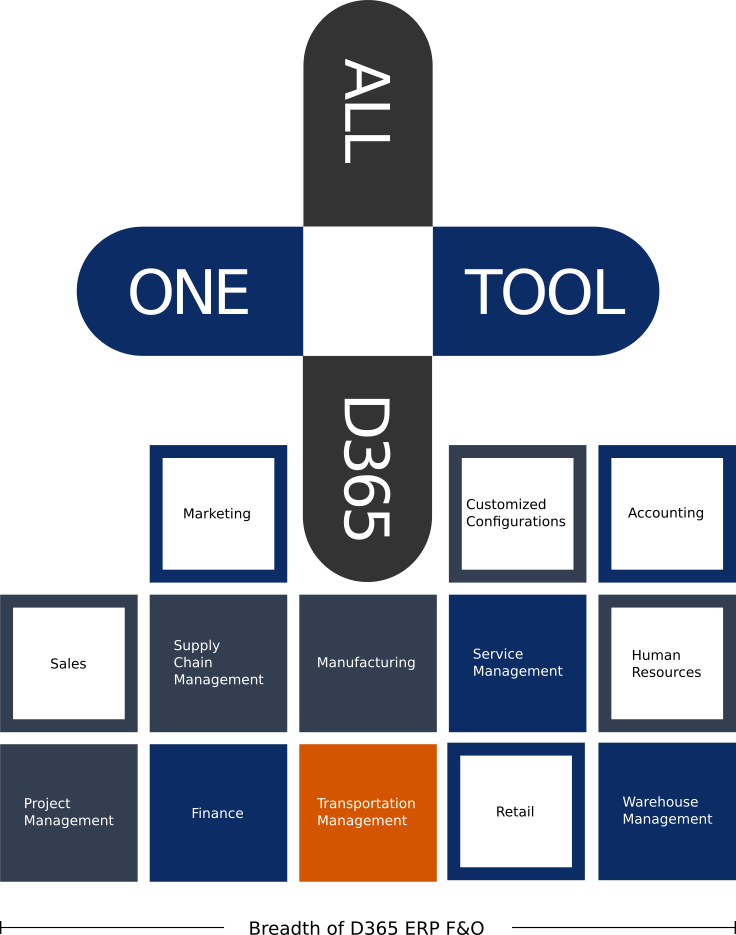 ALL
ONE
TOOL
D365
Marketing
Customized
Configurations
Accounting
Sales
Supply
Chain
Management
Manufacturing
Service
Management
Human
Resources
Project
Management
Finance
Transportation
Management
Retail
Warehouse
Management
Breadth of D365 ERP F&O